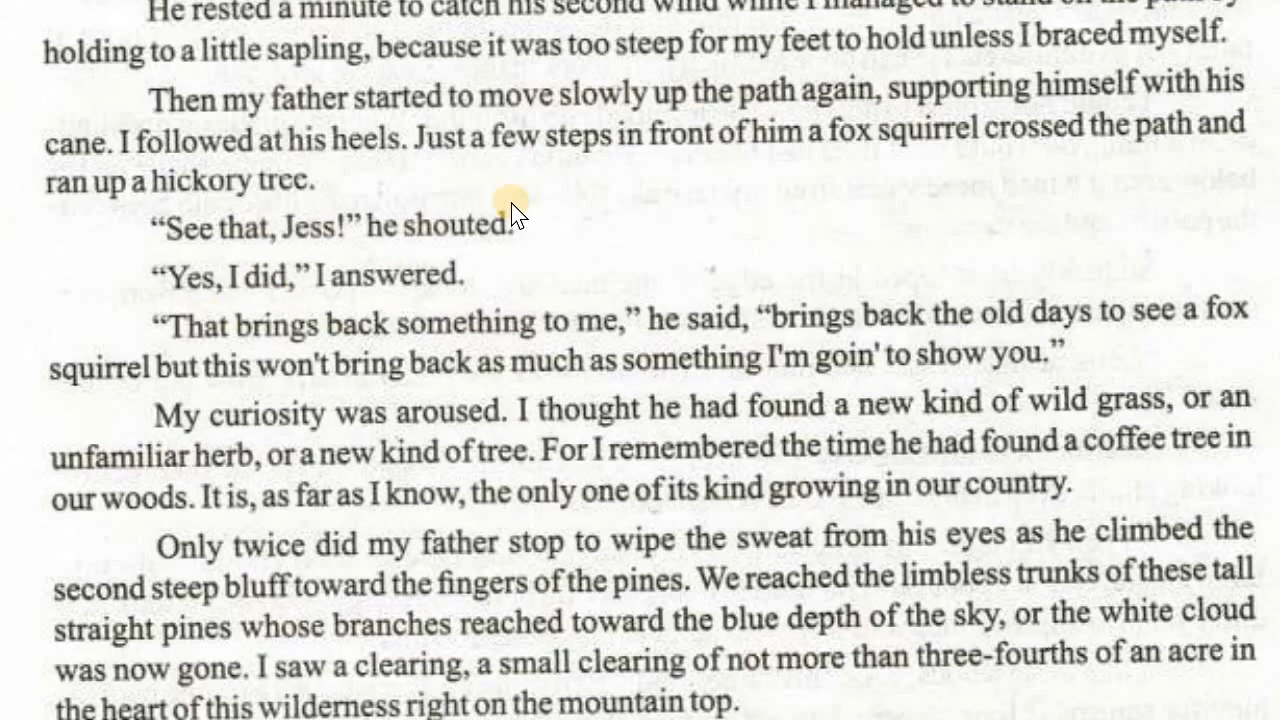 He rested a minute to catch his second wind while I managed to stand on the path by
holding to a little sapling, because it was too steep for my feet to hold unless I braced myself.
Then my father started to move slowly up the path again, supporting himself with his
cane. I followed at his heels. Just a few steps in front of him a fox squirrel crossed the path and
ran up a hickory tree.
“See that, Jess!” he shouted.
“Yes, I did,” I answered.
“That brings back something to me,” he said, “brings back the old days to see a fox
squirrel but this won't bring back as much as something I'm goin' to show you.”
My curiosity was aroused. I thought he had found a new kind of wild grass, or an
unfamiliar herb, or a new kind of tree. For I remembered the time he had found a coffee tree in
our woods. It is, as far as I know, the only one of its kind growing in our country.
Only twice did my father stop to wipe the sweat from his eyes as he climbed the
second steep bluff toward the fingers of the pines. We reached the limbless trunks of these tall
straight pines whose branches reached toward the blue depth of the sky, or the white cloud
was now gone. I saw a clearing, a small clearing of not more than three-fourths of an acre in
the heart of this wilderness right on the mountain top.